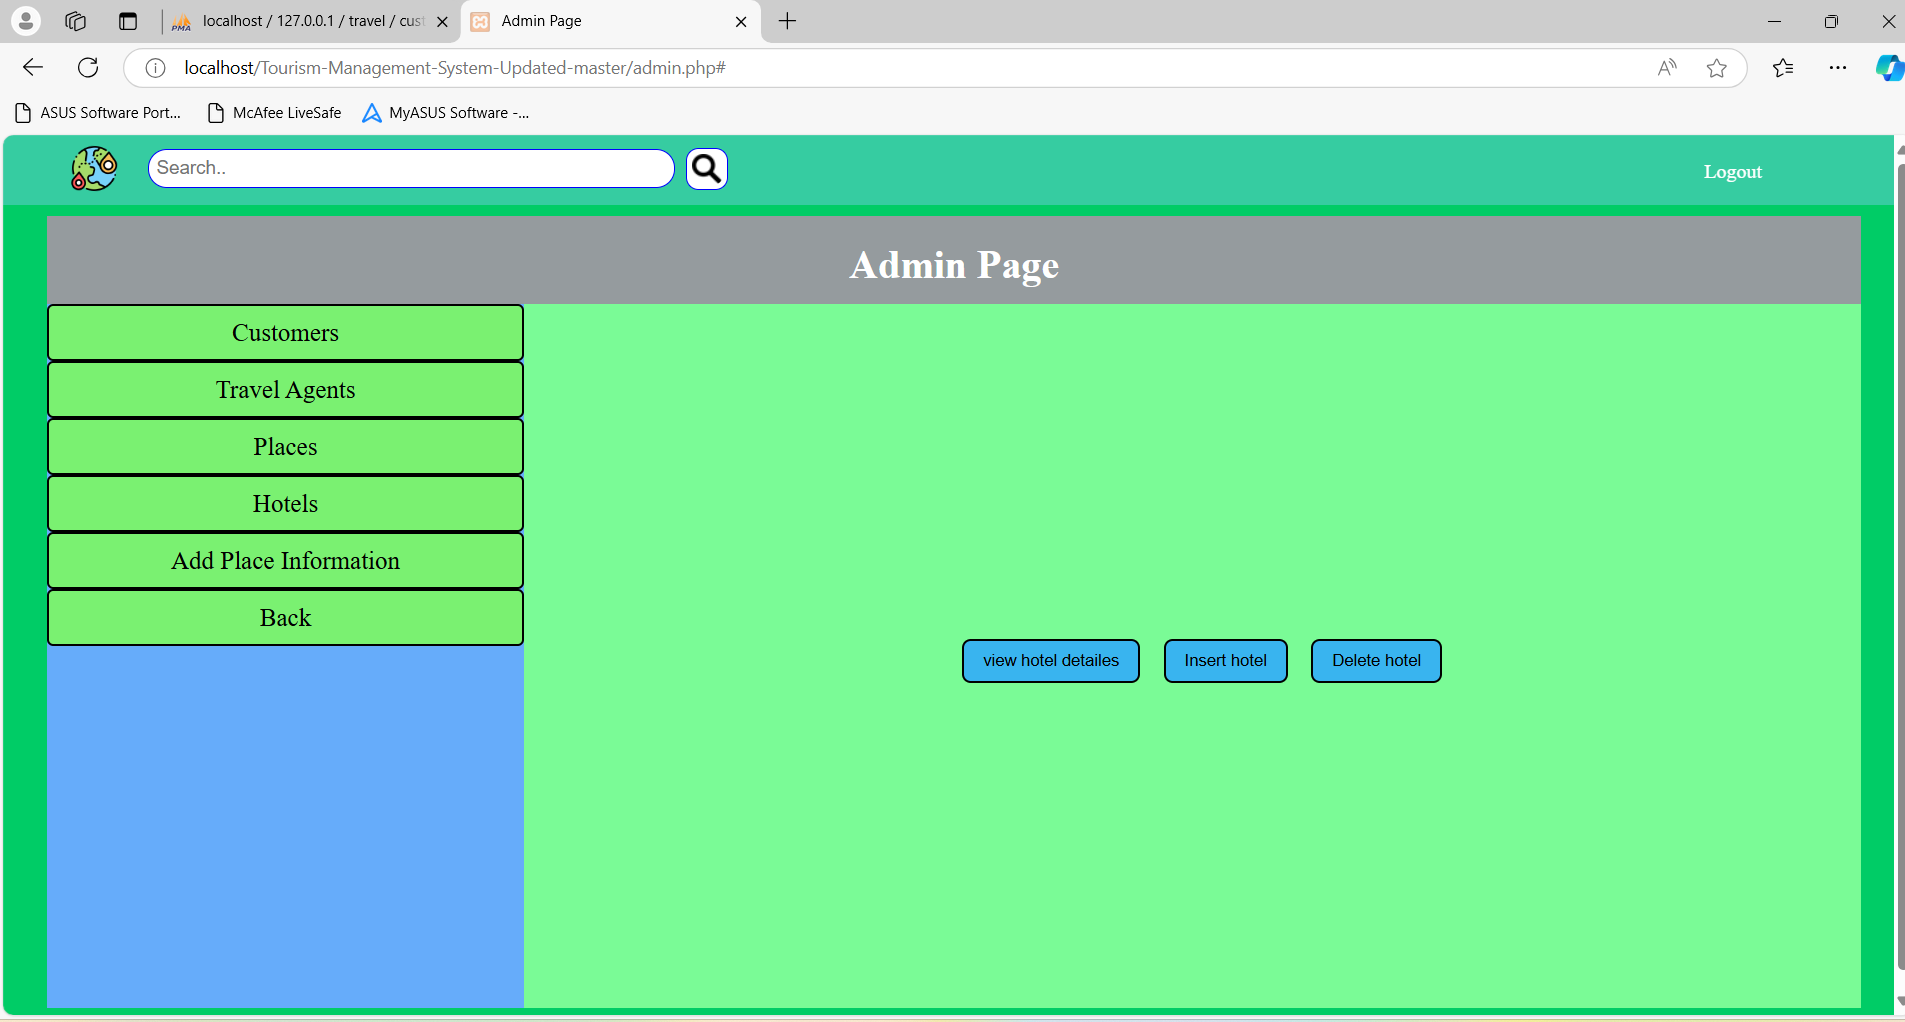 localhost / 127.0.0.1 / travel / cust
Admin Page
localhost/Tourism-Management-System-Updated-master/admin.php#
ASUS Software Port...
McAfee LiveSafe
MyASUS Software -...
Search..
Logout
Admin Page
Customers
Travel Agents
Places
Hotels
Add Place Information
Back
view hotel detailes
Insert hotel
Delete hotel